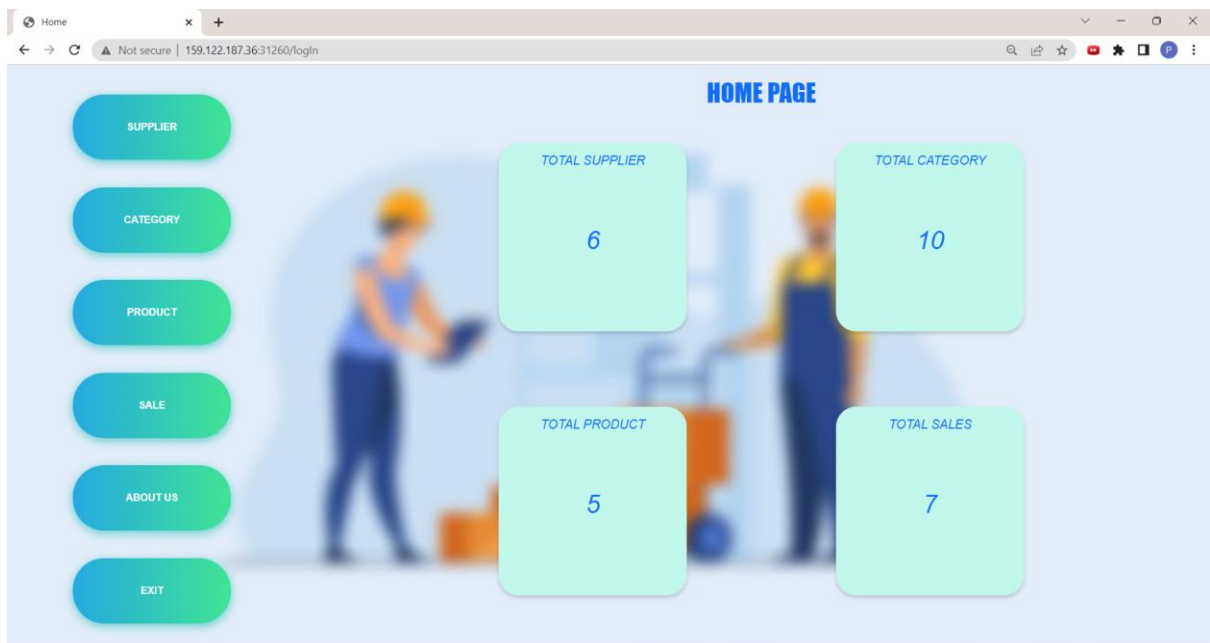 Home
Not secure | 159.122.187.36:31260/logIn
P
HOME PAGE
SUPPLIER
CATEGORY
PRODUCT
SALE
ABOUT US
EXIT
TOTAL SUPPLIER
6
TOTAL CATEGORY
10
TOTAL PRODUCT
5
TOTAL SALES
7